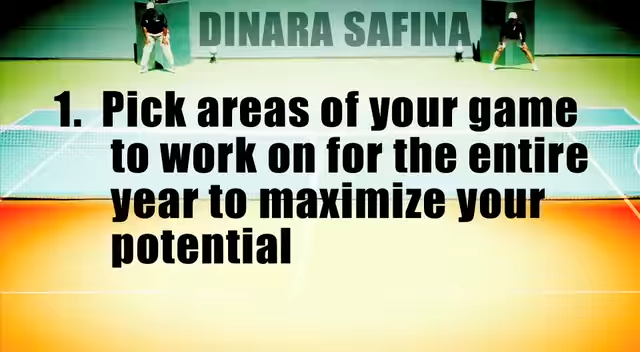 DINARA SAFINA
1. Pick areas of your game
to work on for the entire
year to maximize your
potential